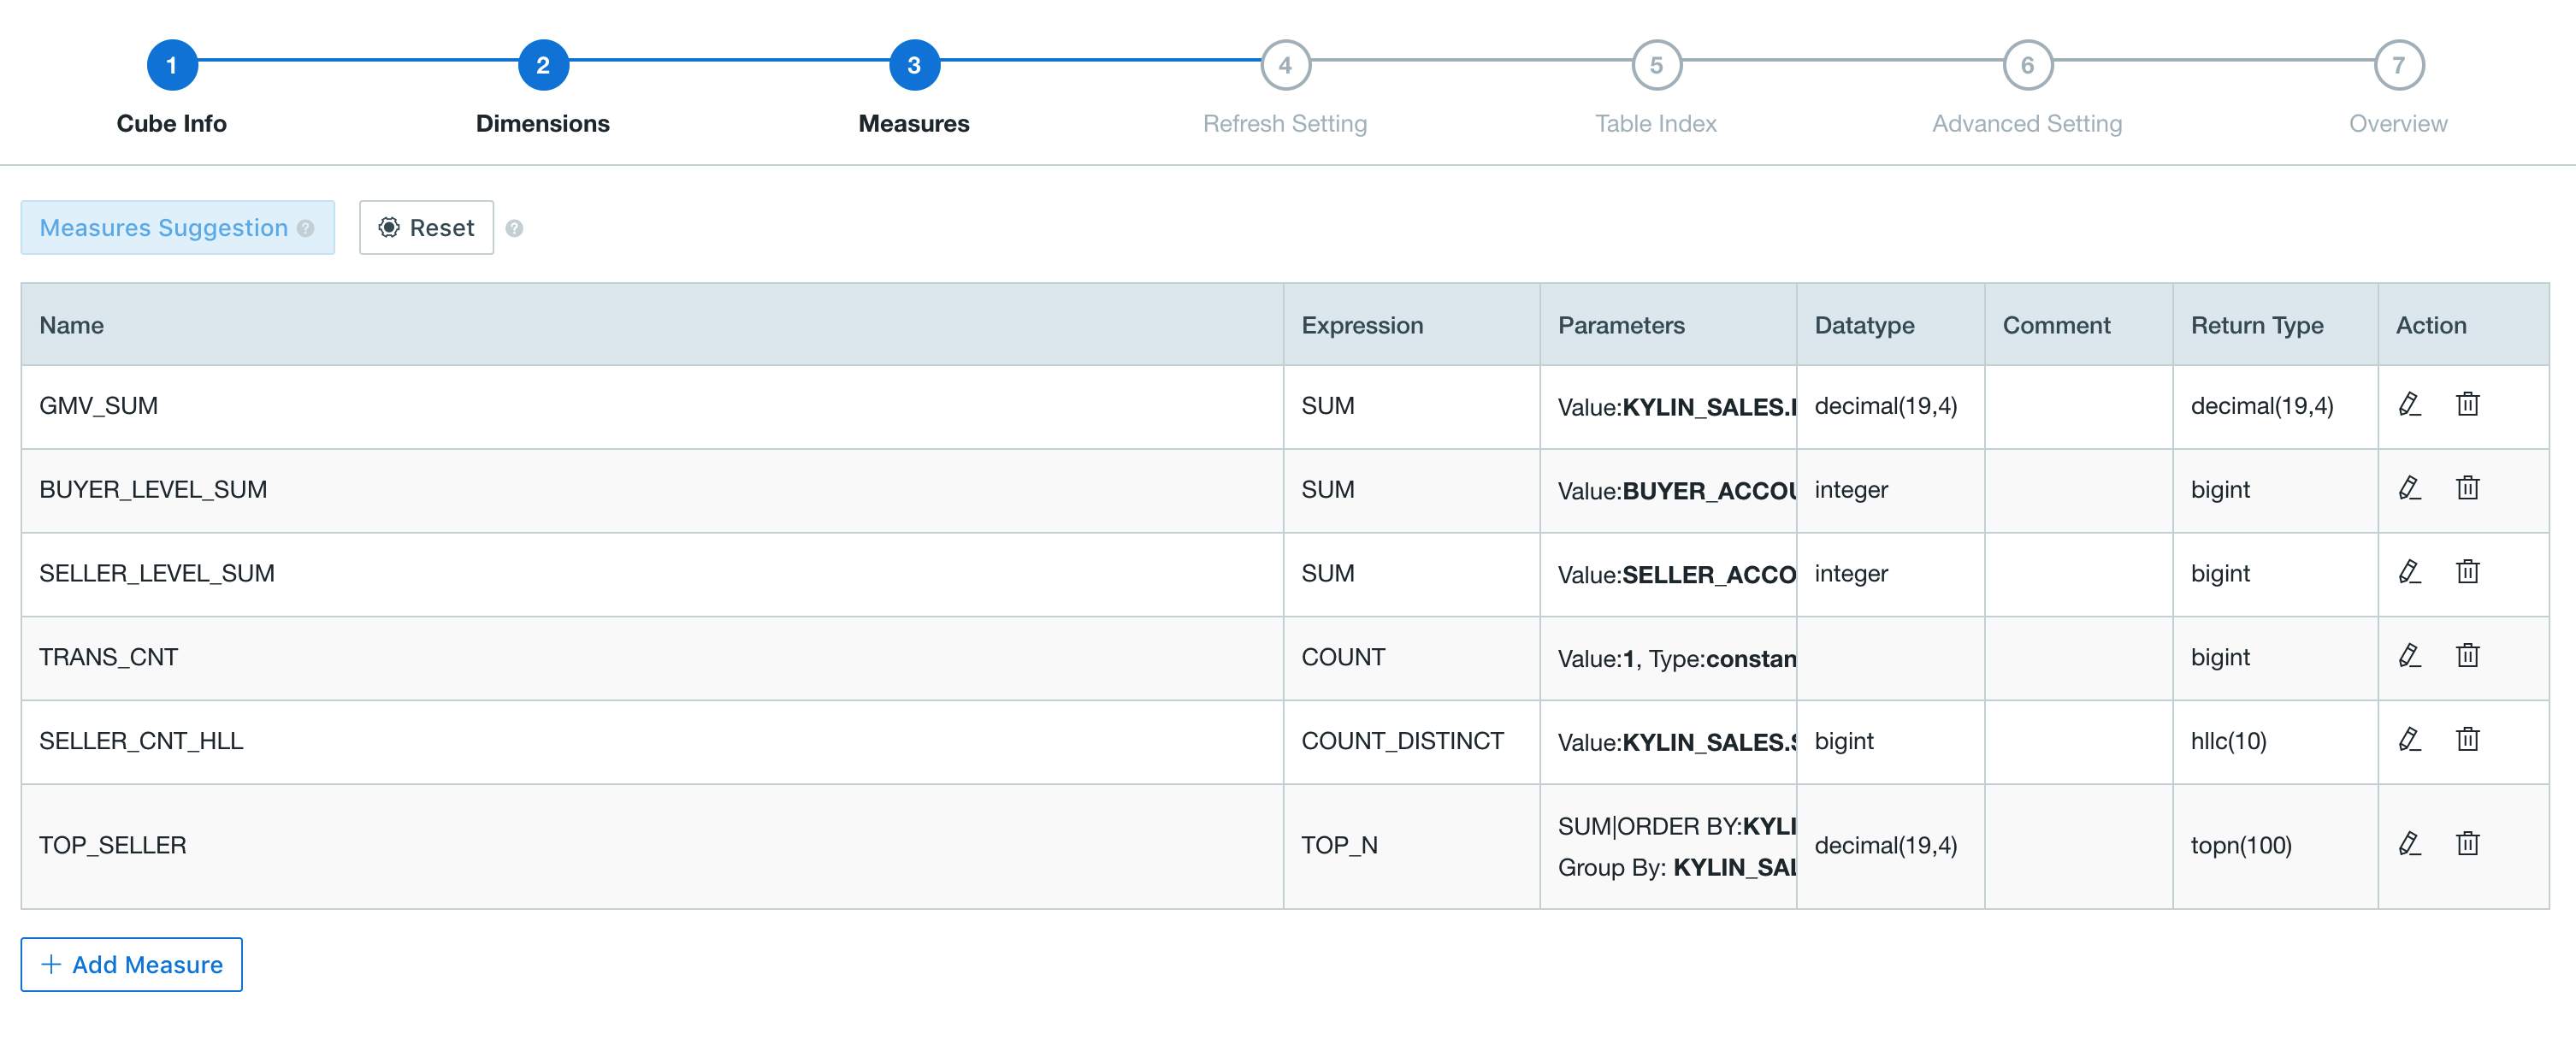 1 2 3 4 5 6 7
Cube Info Dimensions Measures Refresh Setting Table Index Advanced Setting Overview
Measures Suggestion ? Reset ?
Name Expression Parameters Datatype Comment Return Type Action
GMV_SUM SUM Value:KYLIN_SALES. decimal(19,4) decimal(19,4)
BUYER_LEVEL_SUM SUM Value:BUYER_ACCOU integer bigint
SELLER_LEVEL_SUM SUM Value:SELLER_ACCO integer bigint
TRANS_CNT COUNT Value:1, Type:constan bigint
SELLER_CNT_HLL COUNT_DISTINCT Value:KYLIN_SALES.S bigint hllc(10)
TOP_SELLER TOP_N SUM|ORDER BY:KYLI decimal(19,4) topn(100)
Group By: KYLIN_SAL
+ Add Measure